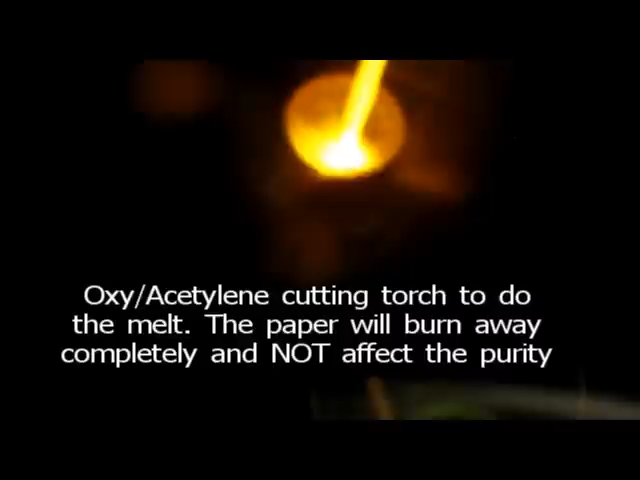 Oxy/Acetylene cutting torch to do
the melt. The paper will burn away
completely and NOT affect the purity